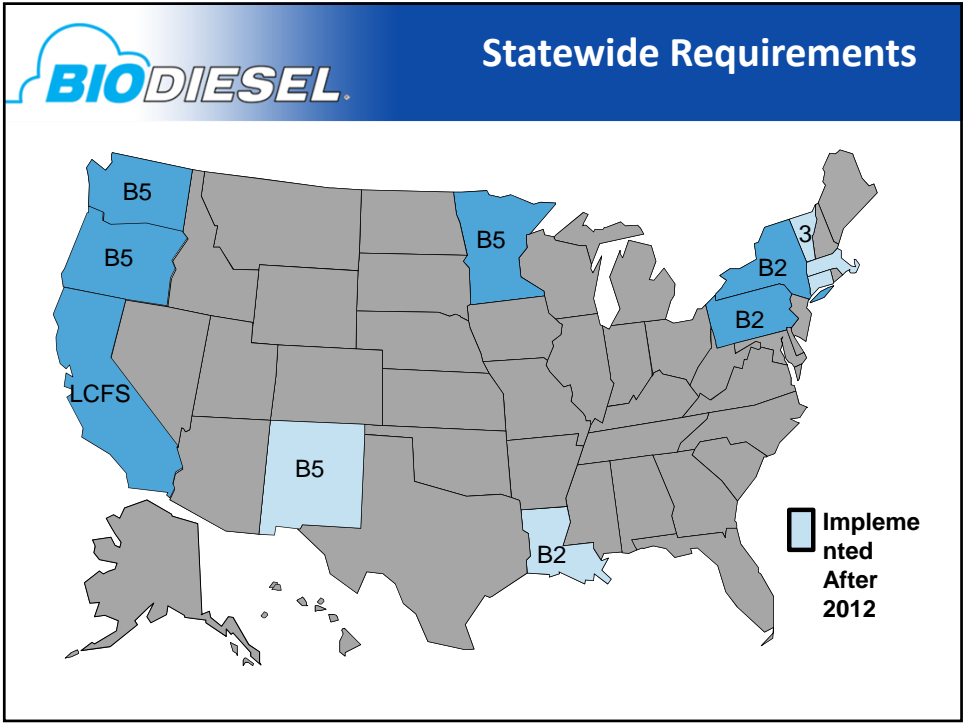 BIODIESEL.
Statewide Requirements
B5
B5
B5
3
B2
B2
LCFS
B5
B2
Impleme
nted
After
2012